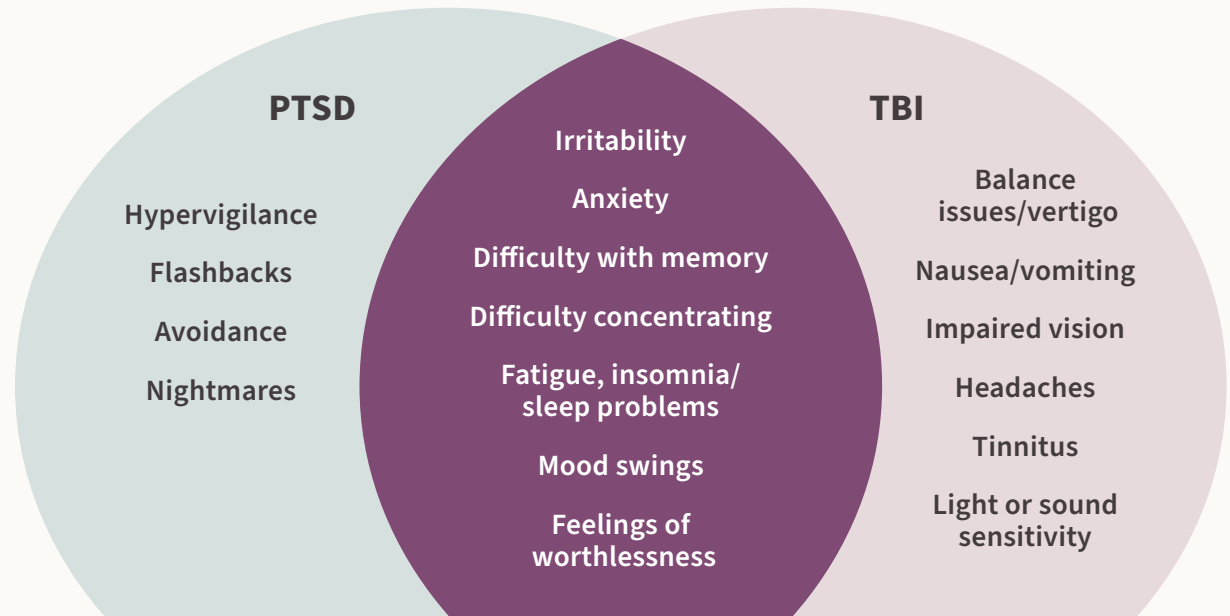 PTSD
Hypervigilance
Flashbacks
Avoidance
Nightmares
Irritability
Anxiety
Difficulty with memory
Difficulty concentrating
Fatigue, insomnia/
sleep problems
Mood swings
Feelings of
worthlessness
TBI
Balance
issues/vertigo
Nausea/vomiting
Impaired vision
Headaches
Tinnitus
Light or sound
sensitivity